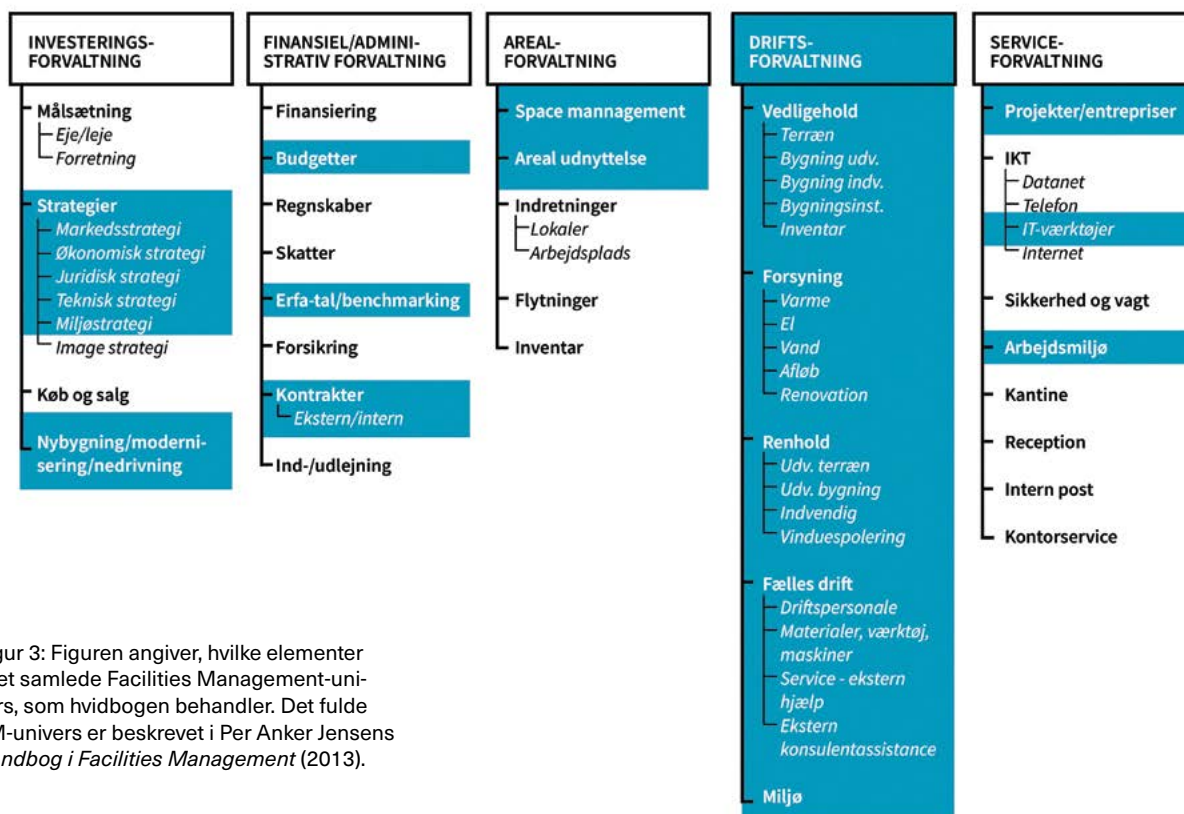 INVESTERINGS-
FORVALTNING
Målsætning
Eje/leje
Forretning
Strategier
Markedsstrategi
Økonomisk strategi
Juridisk strategi
Teknisk strategi
Miljøstrategi
Image strategi
Køb og salg
Nybygning/moderni-
sering/nedrivning
FINANSIEL/ADMINI-
STRATIV FORVALTNING
Finansiering
Budgetter
Regnskaber
Skatter
Erfa-tal/benchmarking
Forsikring
Kontrakter
Ekstern/intern
Ind-/udlejning
AREAL-
FORVALTNING
Space mannagement
Areal udnyttelse
Indretninger
Lokaler
Arbejdsplads
Flytninger
Inventar
DRIFTS-
FORVALTNING
Vedligehold
Terræn
Bygning udv.
Bygning indv.
Bygningsinst.
Inventar
Forsyning
Varme
El
Vand
Afløb
Renovation
Renhold
Udv. terræn
Udv. bygning
Indvendig
Vinduespolering
Fælles drift
Driftspersonale
Materialer, værktøj,
maskiner
Service - ekstern
hjælp
Ekstern
konsulentassistance
Miljø
SERVICE-
FORVALTNING
Projekter/entrepriser
IKT
Datanet
Telefon
IT-værktøjer
Internet
Sikkerhed og vagt
Arbejdsmiljø
Kantine
Reception
Intern post
Kontorservice
gur 3: Figuren angiver, hvilke elementer
et samlede Facilities Management-uni-
rs, som hvidbogen behandler. Det fulde
M-univers er beskrevet i Per Anker Jensens
ndbog i Facilities Management (2013).